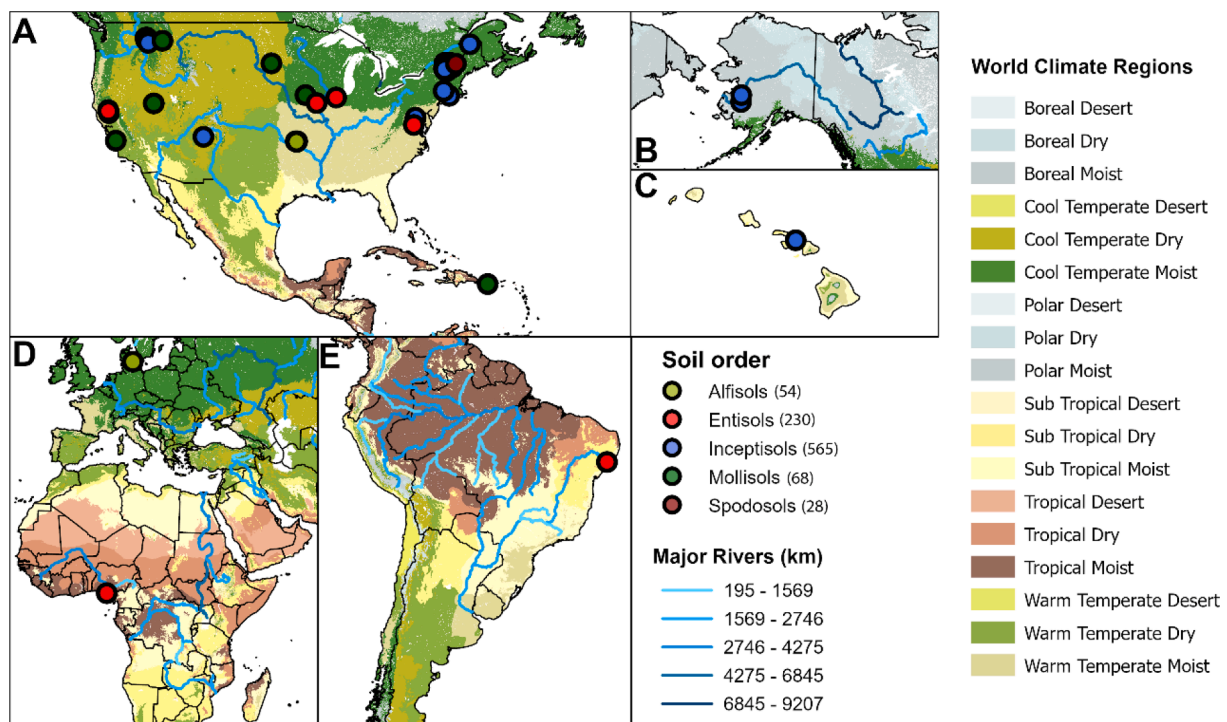 A
B
C
D
E
World Climate Regions
Boreal Desert
Boreal Dry
Boreal Moist
Cool Temperate Desert
Cool Temperate Dry
Cool Temperate Moist
Polar Desert
Polar Dry
Polar Moist
Sub Tropical Desert
Sub Tropical Dry
Sub Tropical Moist
Tropical Desert
Tropical Dry
Tropical Moist
Warm Temperate Desert
Warm Temperate Dry
Warm Temperate Moist
Soil order
Alfisols (54)
Entisols (230)
Inceptisols (565)
Mollisols (68)
Spodosols (28)
Major Rivers (km)
195 - 1569
1569 - 2746
2746 - 4275
4275 - 6845
6845 - 9207